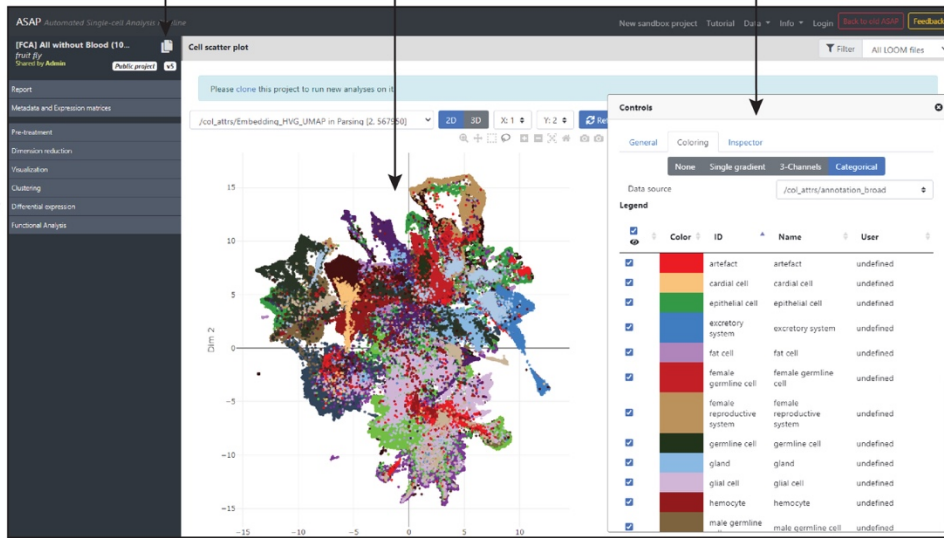 ASAP Automated Single-cell Analysis
New sandbox project Tutorial Data Info Login Back to old ASAP Feedback
[FCA] All without Blood (10...
fruit fly
Shared by Admin
Public project v5
Cell scatter plot
Filter All LOOM files
Report
Metadata and Expression matrices
Pre-treatment
Dimension reduction
Visualization
Clustering
Differential expression
Functional Analysis
Please clone this project to run new analyses on it
/col_attrs/Embedding_HVG_UMAP in Parsing [2, 567950] 2D 3D X: 1 Y: 2
15
10
5
0
−5
−10
−15
Dim 2
−15 −10 −5 0 5 10
Controls
General Coloring Inspector
None Single gradient 3-Channels Categorical
Data source /col_attrs/annotation_broad
Legend
Color ID Name User
artefact artefact undefined
cardial cell cardial cell undefined
epithelial cell epithelial cell undefined
excretory system excretory system undefined
fat cell fat cell undefined
female germline cell female germline cell undefined
female reproductive system female reproductive system undefined
germline cell germline cell undefined
gland gland undefined
glial cell glial cell undefined
hemocyte hemocyte undefined
male germline male germline cell undefined